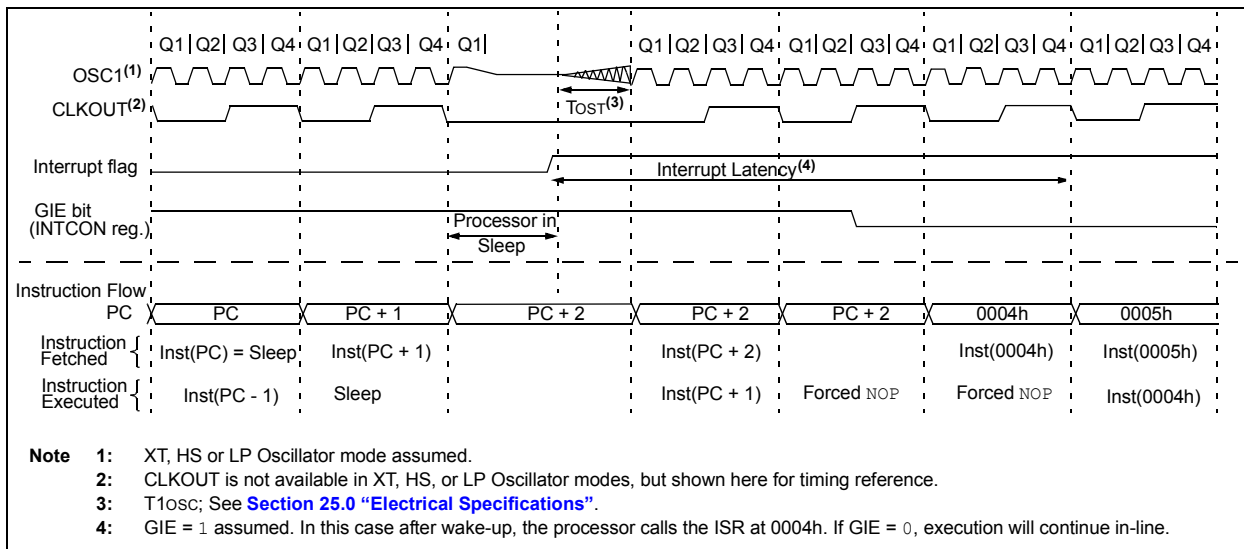 Q1 Q2 Q3 Q4 Q1 Q2 Q3 Q4 Q1 Q1 Q2 Q3 Q4 Q1 Q2 Q3 Q4 Q1 Q2 Q3 Q4 Q1 Q2 Q3 Q4
OSC1(1)
CLKOUT(2)
TOST(3)
Interrupt flag
Interrupt Latency(4)
GIE bit
(INTCON reg.)
Processor in
Sleep
Instruction Flow
PC PC PC + 1 PC + 2 PC + 2 PC + 2 0004h 0005h
Instruction
Fetched { Inst(PC) = Sleep Inst(PC + 1) Inst(PC + 2) Inst(0004h) Inst(0005h)
Instruction
Executed { Inst(PC - 1) Sleep Inst(PC + 1) Forced NOP Forced NOP Inst(0004h)
Note 1: XT, HS or LP Oscillator mode assumed.
2: CLKOUT is not available in XT, HS, or LP Oscillator modes, but shown here for timing reference.
3: T1OSC; See Section 25.0 “Electrical Specifications”.
4: GIE = 1 assumed. In this case after wake-up, the processor calls the ISR at 0004h. If GIE = 0, execution will continue in-line.